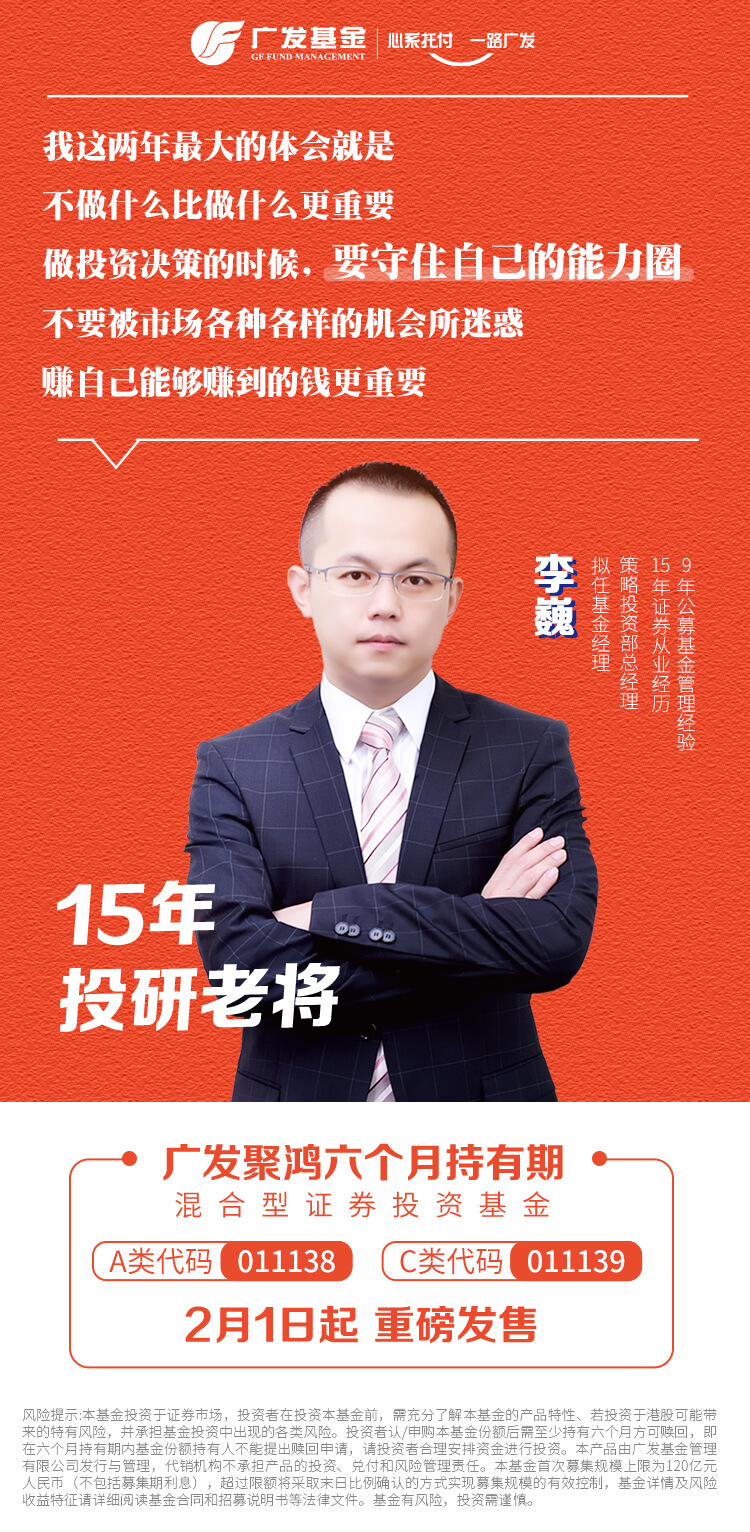 广发基金
GF FUND MANAGEMENT
心系托付 一路广发
我这两年最大的体会就是
不做什么比做什么更重要
做投资决策的时候，要守住自己的能力圈
不要被市场各种各样的机会所迷惑
赚自己能够赚到的钱更重要
李巍
拟任基金经理
策略投资部总经理
15年证券从业经历
9年公募基金管理经验
15年
投研老将
广发聚鸿六个月持有期
混合型证券投资基金
A类代码 011138
C类代码 011139
2月1日起 重磅发售
风险提示:本基金投资于证券市场，投资者在投资本基金前，需充分了解本基金的产品特性、若投资于港股可能带
来的特有风险，并承担基金投资中出现的各类风险。投资者认/申购本基金份额后需至少持有六个月方可赎回，即
在六个月持有期内基金份额持有人不能提出赎回申请，请投资者合理安排资金进行投资。本产品由广发基金管理
有限公司发行与管理，代销机构不承担产品的投资、兑付和风险管理责任。本基金首次募集规模上限为120亿元
人民币（不包括募集期利息），超过限额将采取末日比例确认的方式实现募集规模的有效控制，基金详情及风险
收益特征请详细阅读基金合同和招募说明书等法律文件。基金有风险，投资需谨慎。